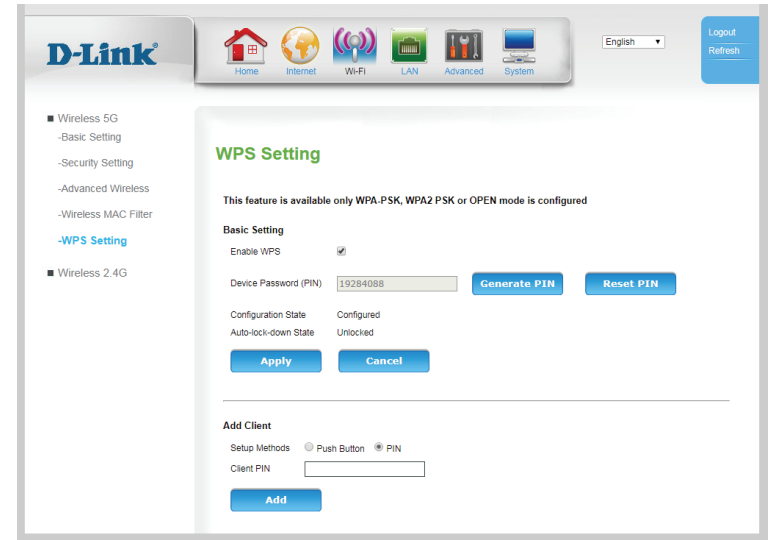 D-Link®
Home Internet Wi-Fi LAN Advanced System
English
Logout
Refresh
Wireless 5G
-Basic Setting
-Security Setting
-Advanced Wireless
-Wireless MAC Filter
-WPS Setting
Wireless 2.4G
WPS Setting
This feature is available only WPA-PSK, WPA2 PSK or OPEN mode is configured
Basic Setting
Enable WPS
Device Password (PIN) 19284088 Generate PIN Reset PIN
Configuration State Configured
Auto-lock-down State Unlocked
Apply Cancel
Add Client
Setup Methods Push Button PIN
Client PIN
Add